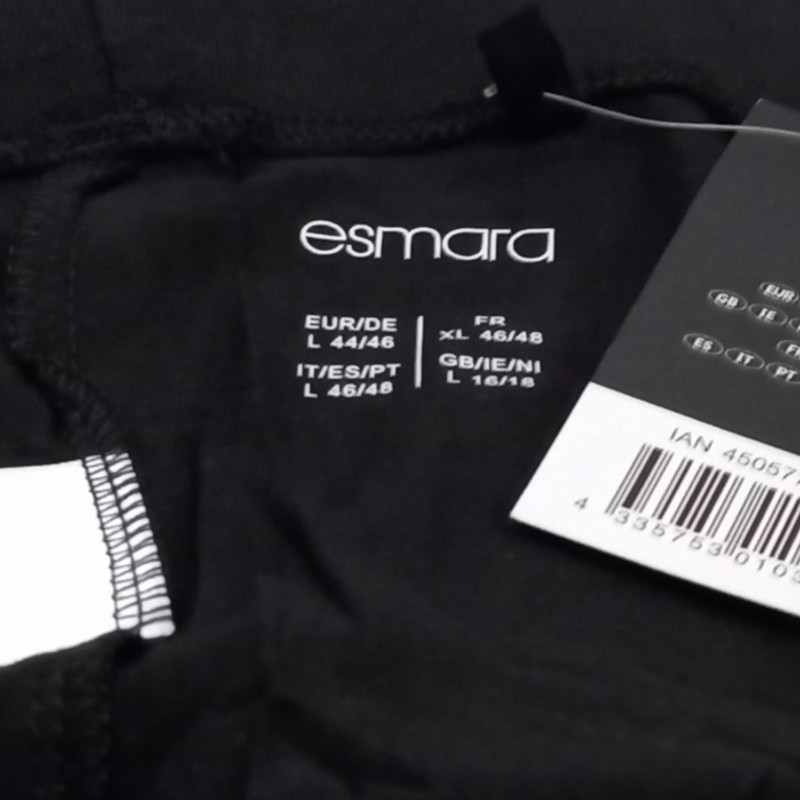 esmara
EUR/DE
L 44/46
FR
XL 46/48
IT/ES/PT
L 46/48
GB/IE/NI
L 16/18
EUR
GB IE
ES IT PT
IAN 45057
4 335753 010